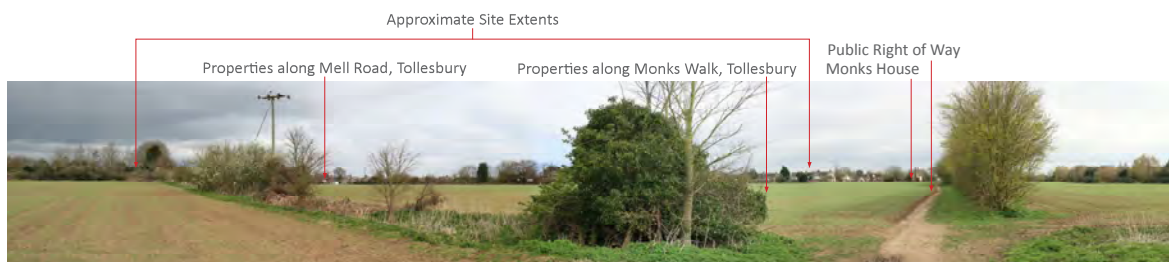 Approximate Site Extents
Public Right of Way
Properties along Mell Road, Tollesbury
Properties along Monks Walk, Tollesbury
Monks House